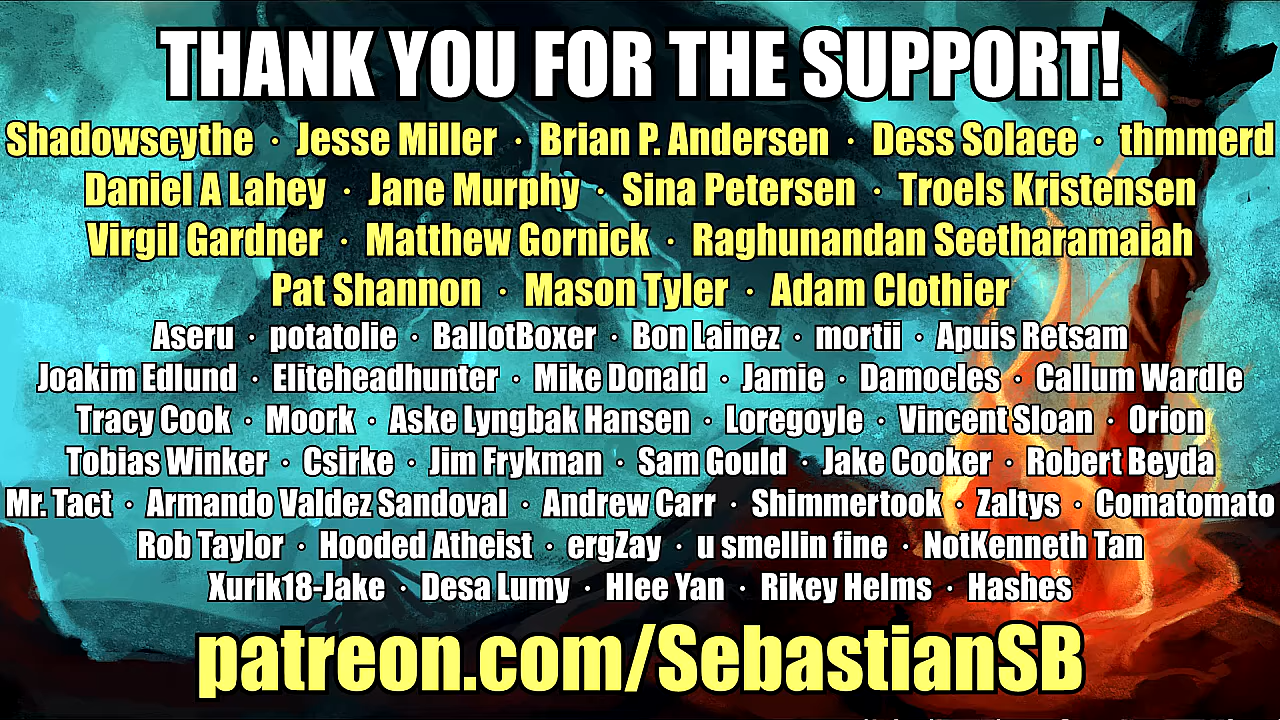 THANK YOU FOR THE SUPPORT!
Shadowscythe · Jesse Miller · Brian P. Andersen · Dess Solace · thmmerd
Daniel A Lahey · Jane Murphy · Sina Petersen · Troels Kristensen
Virgil Gardner · Matthew Gornick · Raghunandan Seetharamaiah
Pat Shannon · Mason Tyler · Adam Clothier
Aseru · potatolie · BallotBoxer · Bon Lainez · mortii · Apuis Retsam
Joakim Edlund · Eliteheadhunter · Mike Donald · Jamie · Damocles · Callum Wardle
Tracy Cook · Moork · Aske Lyngbak Hansen · Loregoyle · Vincent Sloan · Orion
Tobias Winker · Csirke · Jim Frykman · Sam Gould · Jake Cooker · Robert Beyda
Mr. Tact · Armando Valdez Sandoval · Andrew Carr · Shimmertook · Zaltys · Comatomato
Rob Taylor · Hooded Atheist · ergZay · u smellin fine · NotKenneth Tan
Xurik18-Jake · Desa Lumy · Hlee Yan · Rikey Helms · Hashes
patreon.com/SebastianSB